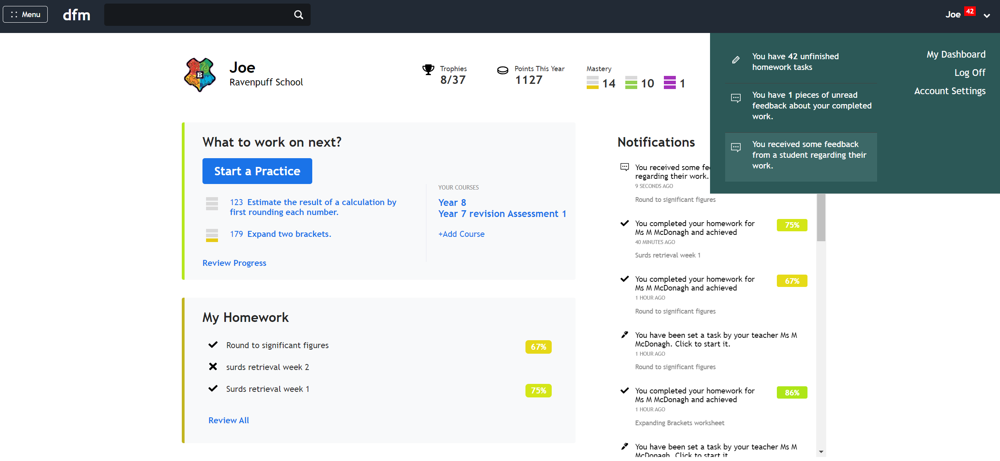 Menu
dfm
Joe 42
You have 42 unfinished
homework tasks
You have 1 pieces of unread
feedback about your completed
work.
You received some feedback
from a student regarding their
work.
My Dashboard
Log Off
Account Settings
B
Joe
Ravenpuff School
Trophies
8/37
Points This Year
1127
Mastery
14 10 1
What to work on next?
Start a Practice
123 Estimate the result of a calculation by
first rounding each number.
179 Expand two brackets.
Review Progress
YOUR COURSES
Year 8
Year 7 revision Assessment 1
+Add Course
My Homework
Round to significant figures 67%
surds retrieval week 2
Surds retrieval week 1 75%
Review All
Notifications
You received some fee
regarding their work.
9 SECONDS AGO
Round to significant figures
You completed your homework for
Ms M McDonagh and achieved
75%
40 MINUTES AGO
Surds retrieval week 1
You completed your homework for
Ms M McDonagh and achieved
67%
1 HOUR AGO
Round to significant figures
You have been set a task by your teacher Ms M
McDonagh. Click to start it.
1 HOUR AGO
Round to significant figures
You completed your homework for
Ms M McDonagh and achieved
86%
1 HOUR AGO
Expanding Brackets worksheet
You have been set a task by your teacher Ms M
McDonagh. Click to start it.